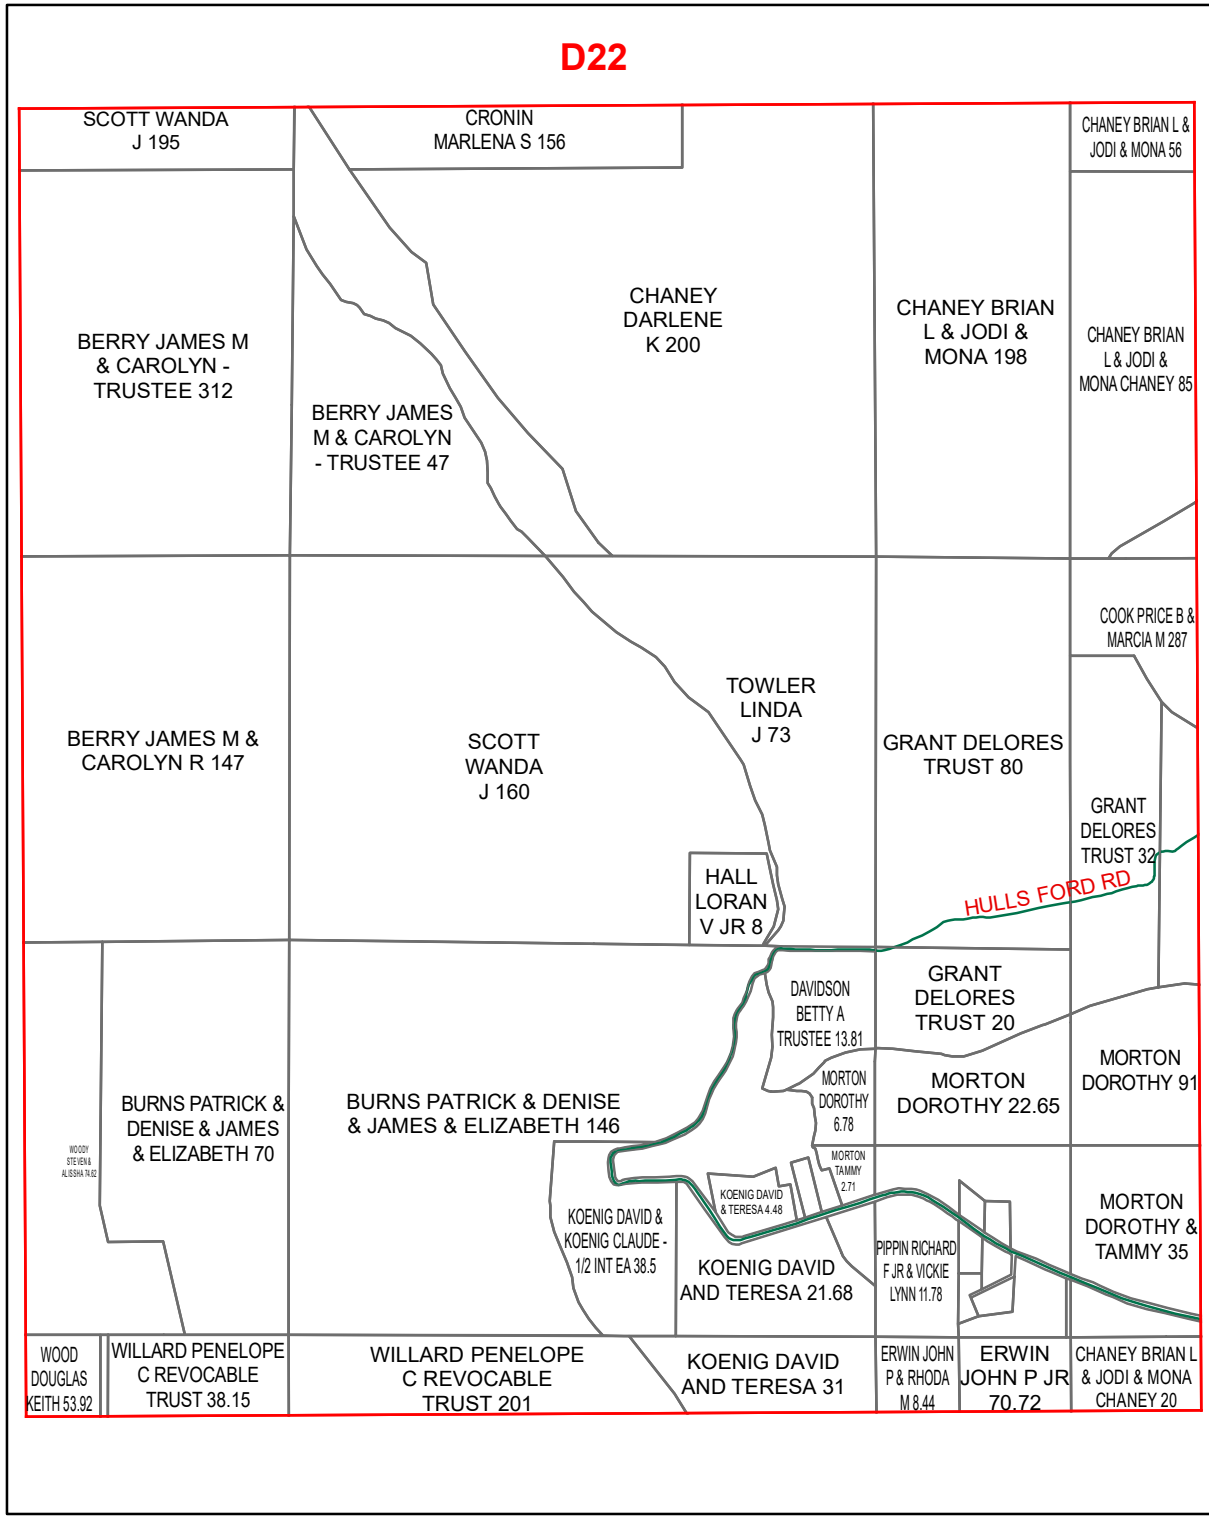 D22
SCOTT WANDA
J 195
CRONIN
MARLENA S 156
CHANEY BRIAN L &
JODI & MONA 56
BERRY JAMES M
& CAROLYN -
TRUSTEE 312
BERRY JAMES
M & CAROLYN
- TRUSTEE 47
CHANEY
DARLENE
K 200
CHANEY BRIAN
L & JODI &
MONA 198
CHANEY BRIAN
L & JODI &
MONA CHANEY 85
COOK PRICE B &
MARCIA M 287
BERRY JAMES M &
CAROLYN R 147
SCOTT
WANDA
J 160
TOWLER
LINDA
J 73
GRANT DELORES
TRUST 80
GRANT
DELORES
TRUST 32
HALL
LORAN
V JR 8
HULLS FORD RD
DAVIDSON
BETTY A
TRUSTEE 13.81
GRANT
DELORES
TRUST 20
MORTON
DOROTHY 91
MORTON
DOROTHY
6.78
MORTON
DOROTHY 22.65
WOODY
STEVEN &
ALISSHA 74.62
BURNS PATRICK &
DENISE & JAMES
& ELIZABETH 70
BURNS PATRICK & DENISE
& JAMES & ELIZABETH 146
MORTON
TAMMY
2.71
KOENIG DAVID
& TERESA 4.48
KOENIG DAVID &
KOENIG CLAUDE -
1/2 INT EA 38.5
KOENIG DAVID
AND TERESA 21.68
PIPPIN RICHARD
F JR & VICKIE
LYNN 11.78
MORTON
DOROTHY &
TAMMY 35
WOOD
DOUGLAS
KEITH 53.92
WILLARD PENELOPE
C REVOCABLE
TRUST 38.15
WILLARD PENELOPE
C REVOCABLE
TRUST 201
KOENIG DAVID
AND TERESA 31
ERWIN JOHN
P & RHODA
M 8.44
ERWIN
JOHN P JR
70.72
CHANEY BRIAN L
& JODI & MONA
CHANEY 20